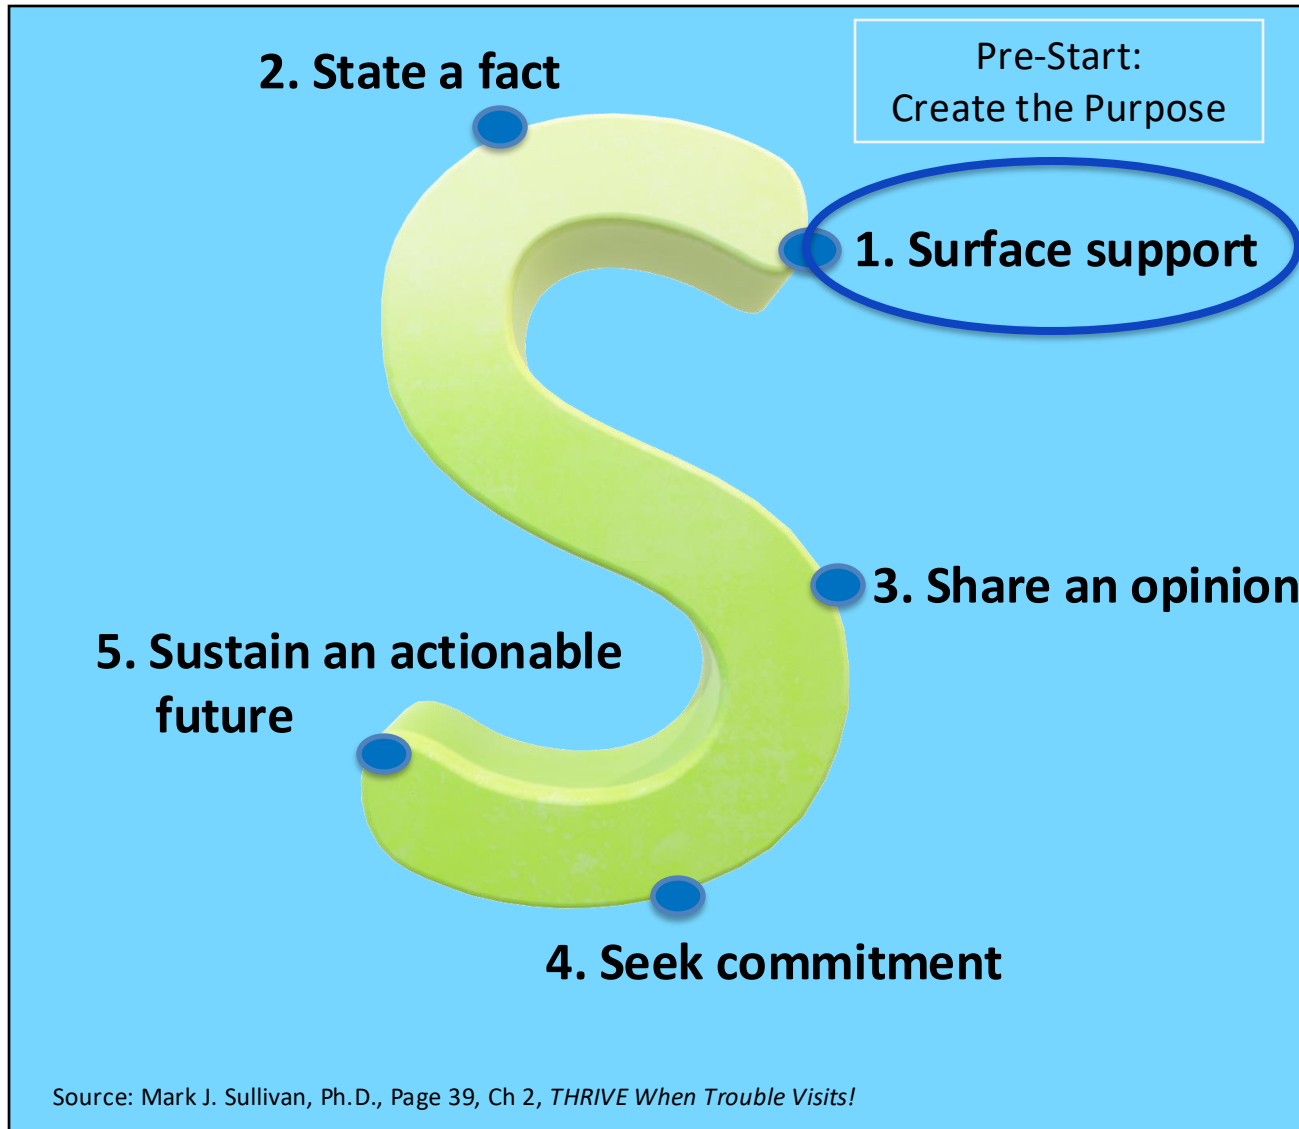 Pre-Start:
Create the Purpose
1. Surface support
2. State a fact
3. Share an opinion
4. Seek commitment
5. Sustain an actionable
future
Source: Mark J. Sullivan, Ph.D., Page 39, Ch 2, THRIVE When Trouble Visits!